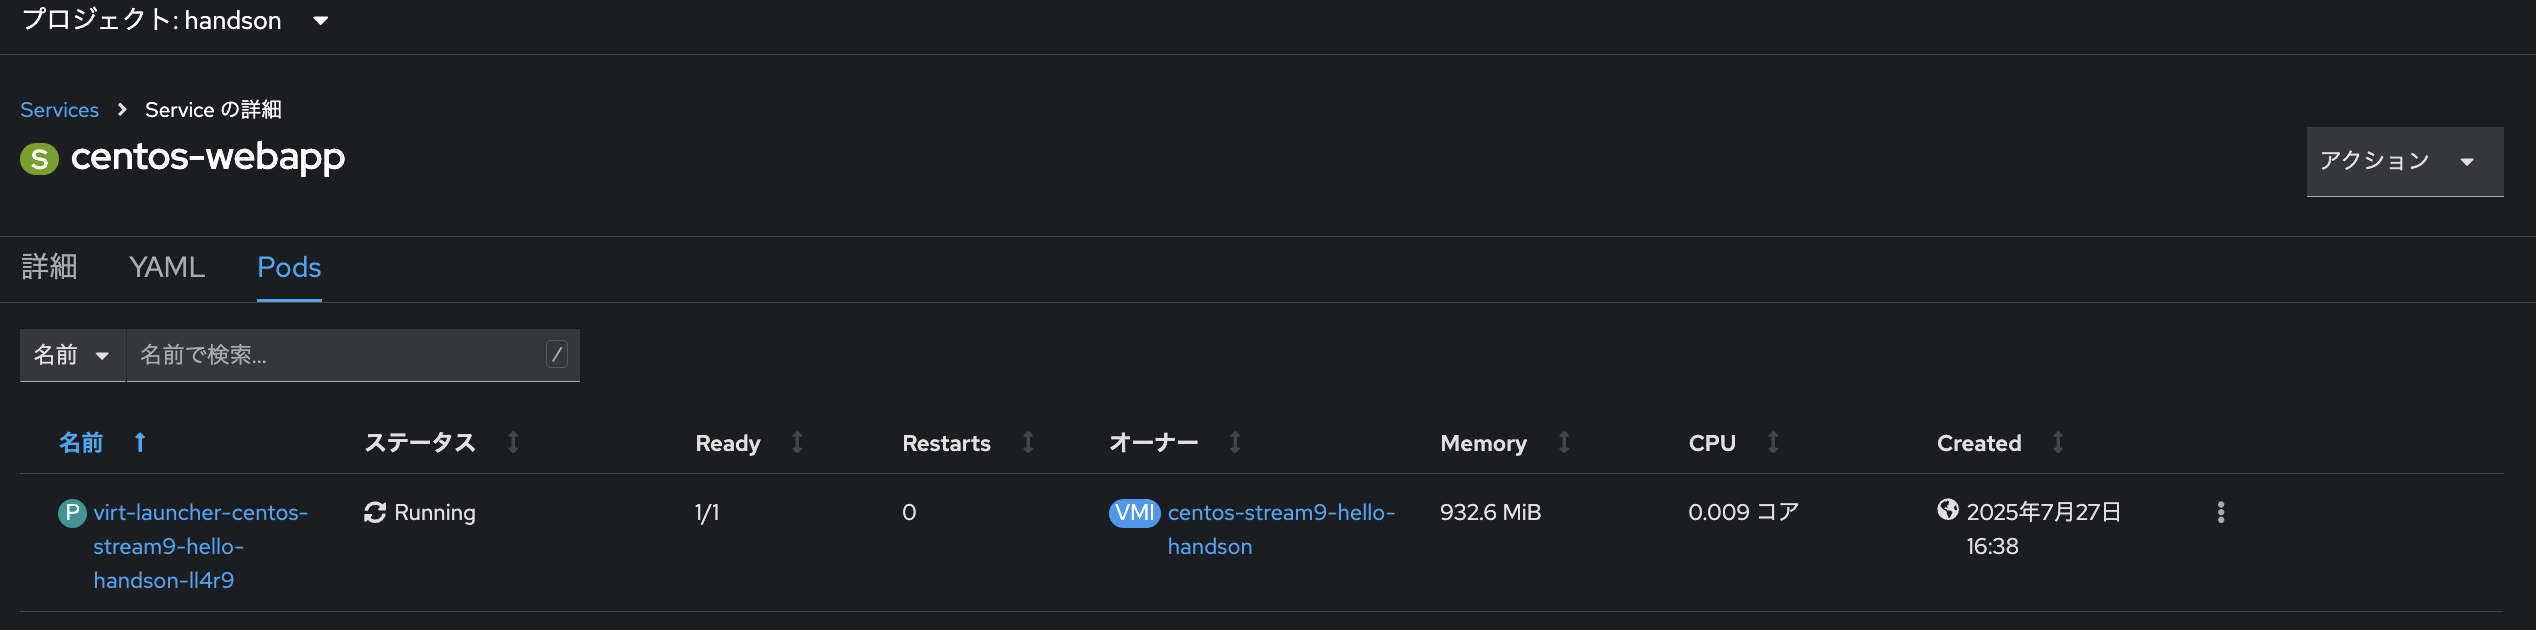 プロジェクト: handson
Services > Service の詳細
S centos-webapp
アクション
詳細 YAML Pods
名前 名前で検索... /
名前 ステータス Ready Restarts オーナー Memory CPU Created
P virt-launcher-centos- Running 1/1 0 VMI centos-stream9-hello- 932.6 MiB 0.009 コア 2025年7月27日
stream9-hello- handson 16:38
handson-ll4r9